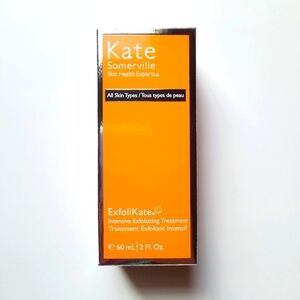 Kate
Somerville
Skin Health Experts
All Skin Types / Tous types de peau
ExfoliKate®
Intensive Exfoliating Treatment
Traitement Exfoliant Intensif
℮ 60 mL | 2 Fl. Oz.